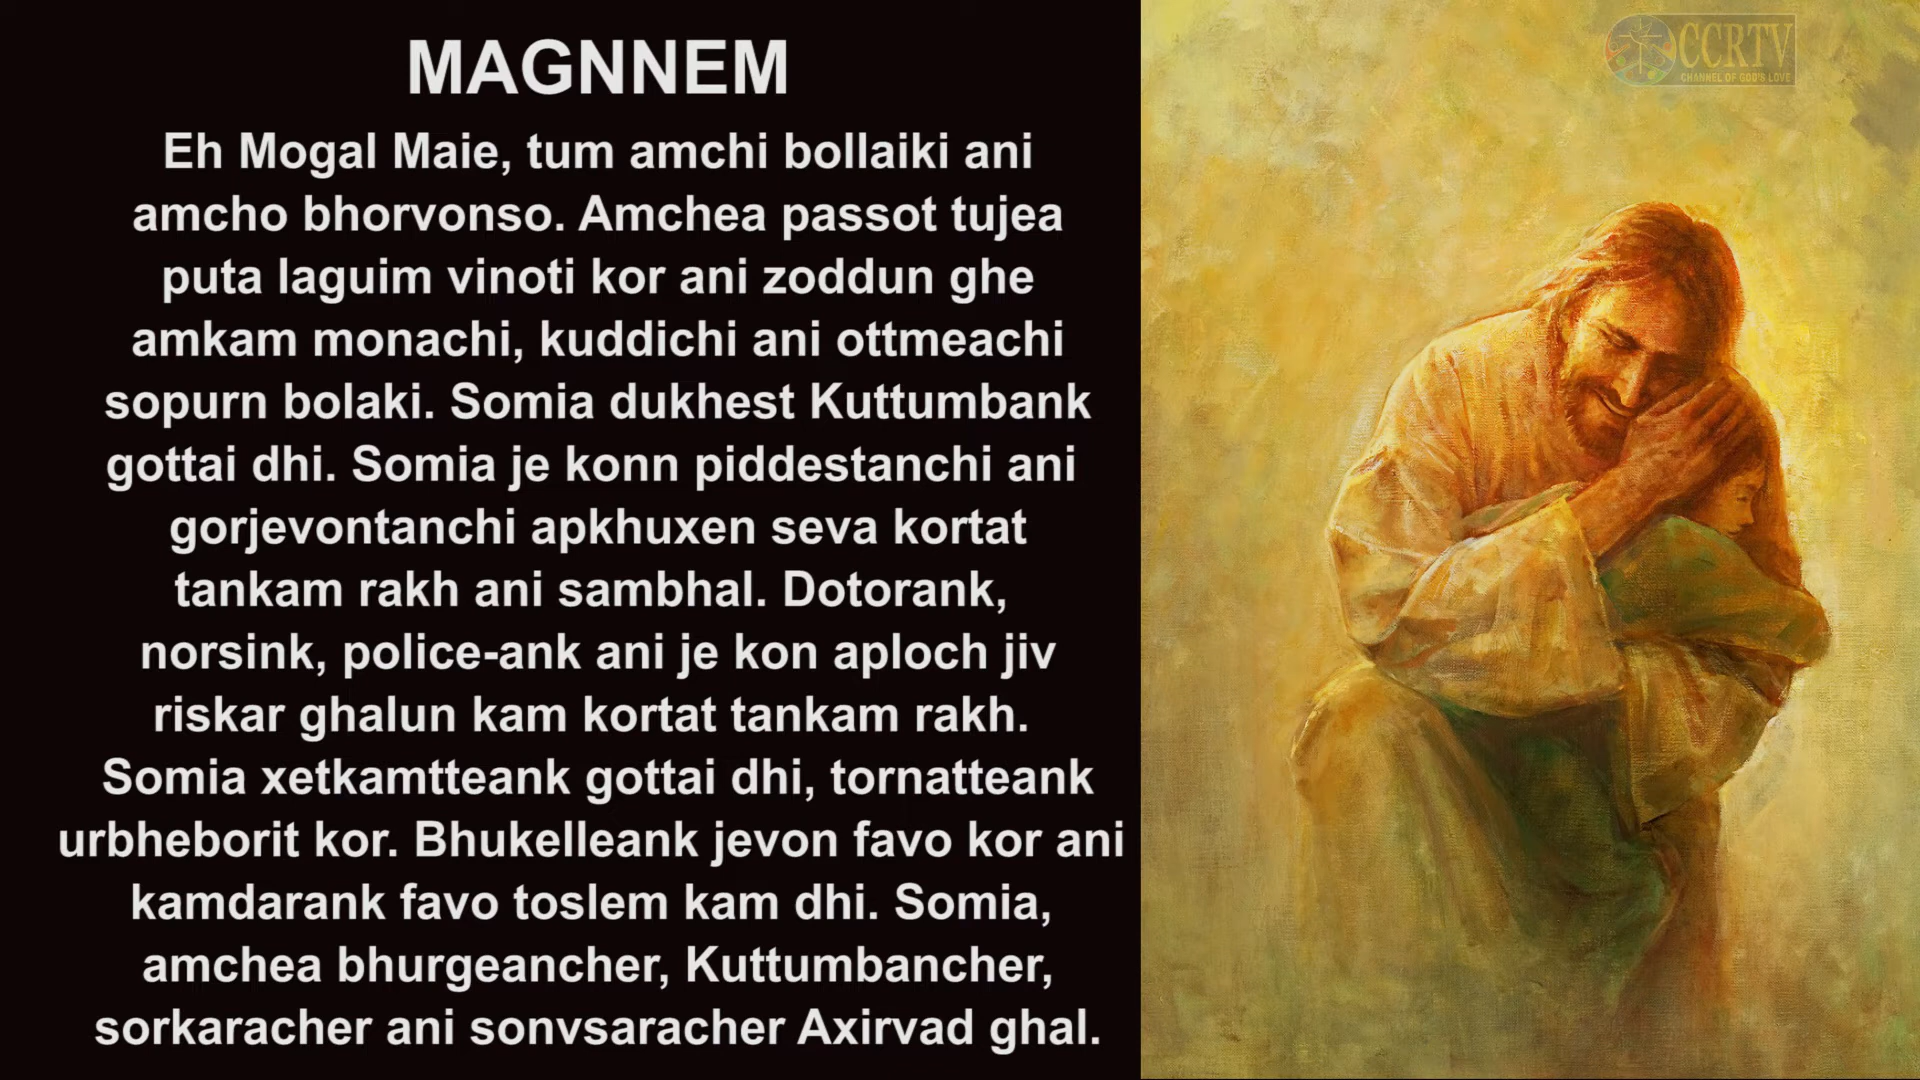 MAGNNEM
Eh Mogal Maie, tum amchi bollaiki ani
amcho bhorvonso. Amchea passot tujea
puta laguim vinoti kor ani zoddun ghe
amkam monachi, kuddichi ani ottmeachi
sopurn bolaki. Somia dukhest Kuttumbank
gottai dhi. Somia je konn piddestanchi ani
gorjevontanchi apkhuxen seva kortat
tankam rakh ani sambhal. Dotorank,
norsink, police-ank ani je kon aploch jiv
riskar ghalun kam kortat tankam rakh.
Somia xetkamtteank gottai dhi, tornatteank
urbheborit kor. Bhukelleank jevon favo kor ani
kamdarank favo toslem kam dhi. Somia,
amchea bhurgeancher, Kuttumbancher,
sorkaracher ani sonvsaracher Axirvad ghal.
CCRTV
CHANNEL OF GOD'S LOVE